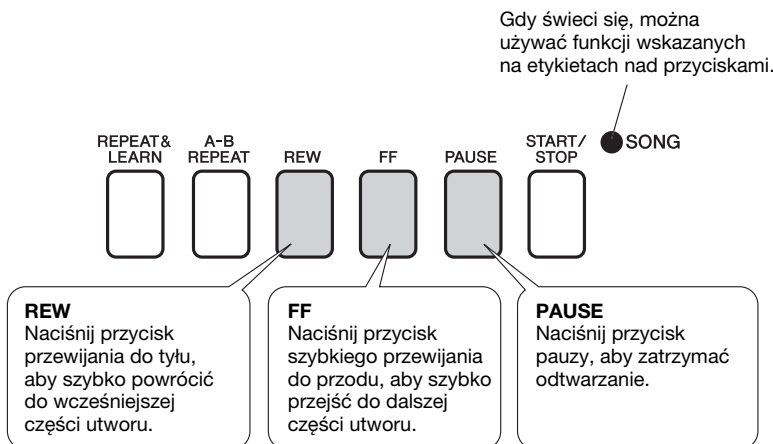 Gdy świeci się, można
używać funkcji wskazanych
na etykietach nad przyciskami.
REPEAT&
LEARN
A-B
REPEAT
REW
FF
PAUSE
START/
STOP
SONG
REW
Naciśnij przycisk
przewijania do tyłu,
aby szybko powrócić
do wcześniejszej
części utworu.
FF
Naciśnij przycisk
szybkiego przewijania
do przodu, aby szybko
przejść do dalszej
części utworu.
PAUSE
Naciśnij przycisk
pauzy, aby zatrzymać
odtwarzanie.